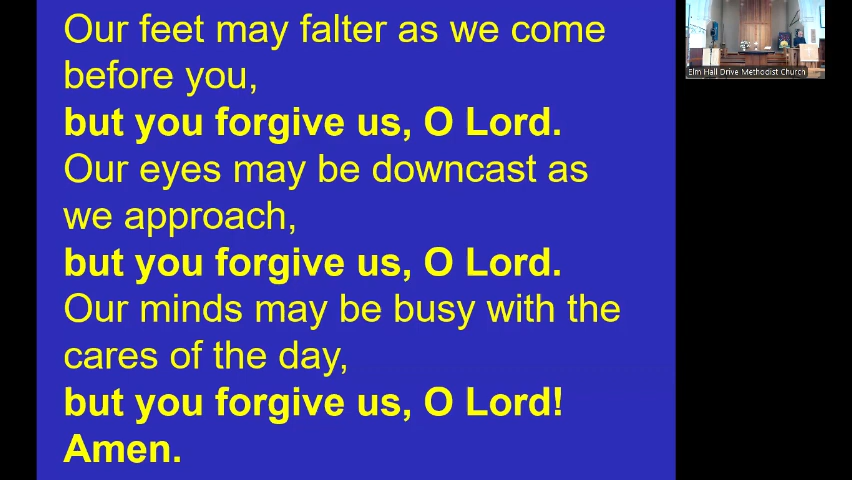 Our feet may falter as we come
before you,
but you forgive us, O Lord.
Our eyes may be downcast as
we approach,
but you forgive us, O Lord.
Our minds may be busy with the
cares of the day,
but you forgive us, O Lord!
Amen.
Elm Hall Drive Methodist Church